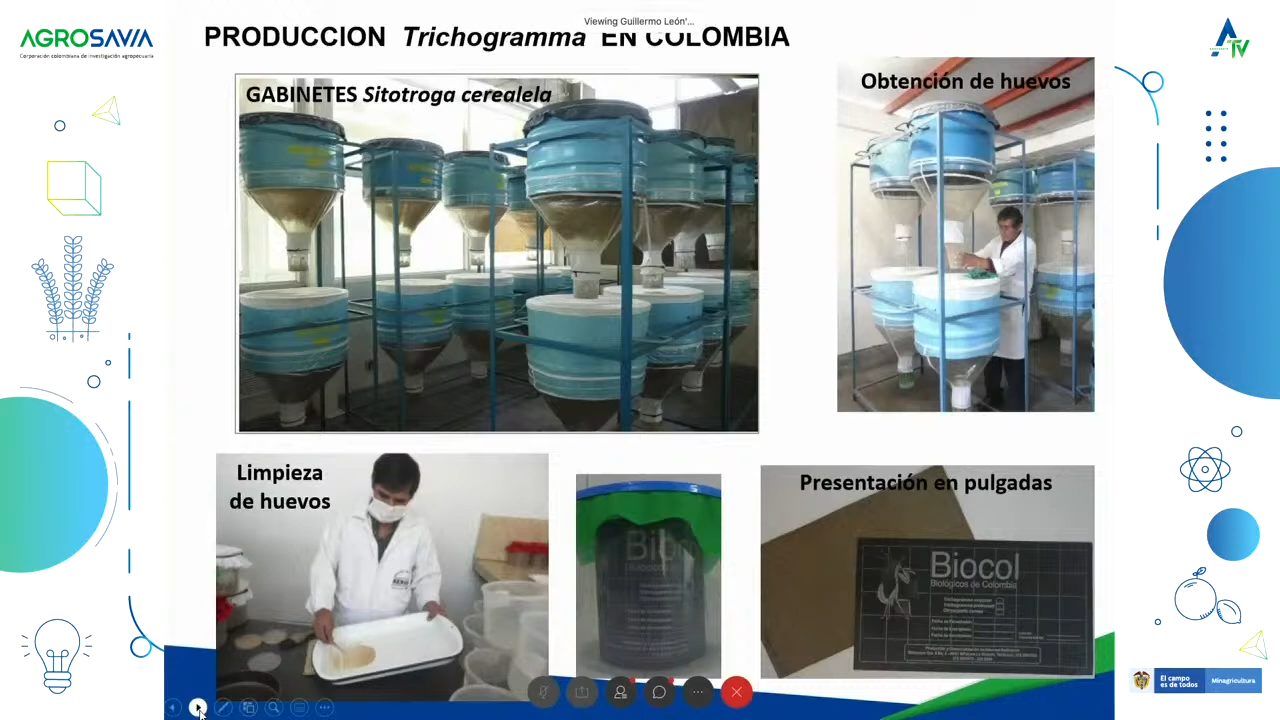 Viewing Guillermo León'...
AGROSAVIA
Corporación colombiana de investigación agropecuaria
PRODUCCION Trichogramma EN COLOMBIA
TV
GABINETES Sitotroga cerealela
Obtención de huevos
Limpieza
de huevos
Presentación en pulgadas
Biocol
Biológicos de Colombia
El campo
es de todos
Minagricultura